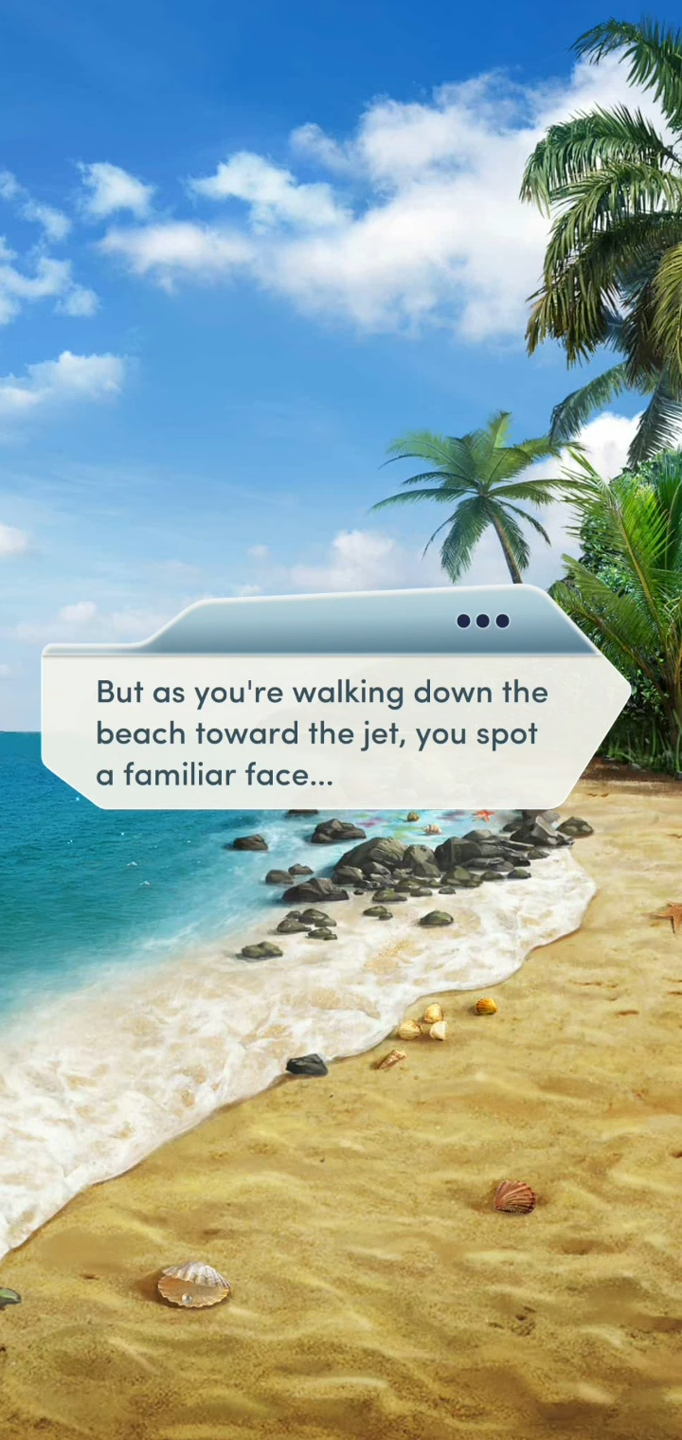 But as you're walking down the
beach toward the jet, you spot
a familiar face...